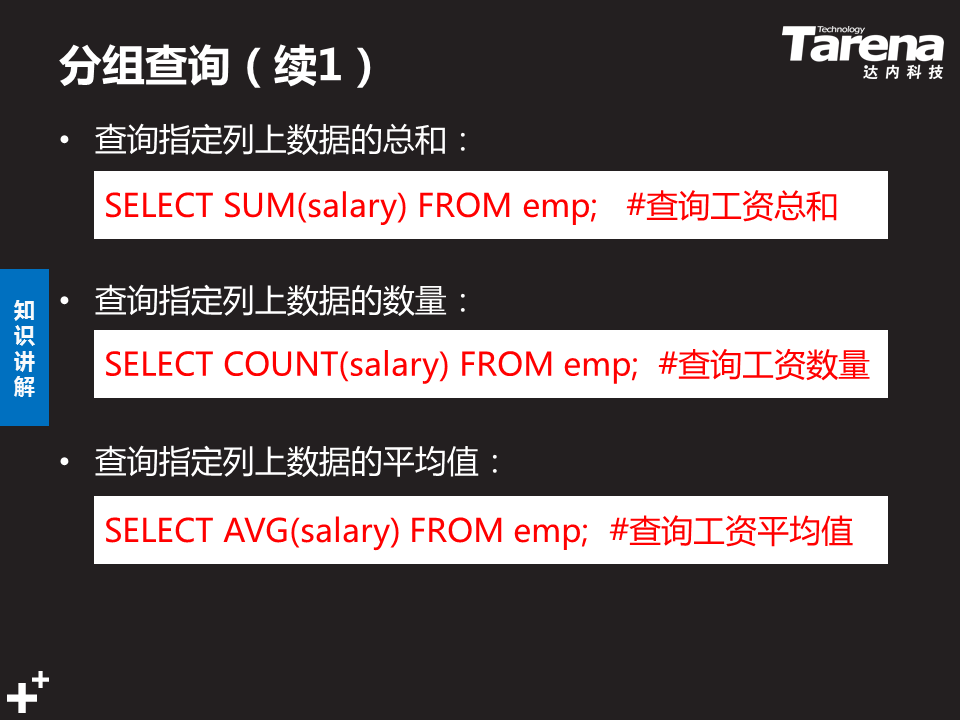 分组查询（续1）
Technology
Tarena
达内科技
• 查询指定列上数据的总和：
SELECT SUM(salary) FROM emp;   #查询工资总和
知识讲解
• 查询指定列上数据的数量：
SELECT COUNT(salary) FROM emp;  #查询工资数量
• 查询指定列上数据的平均值：
SELECT AVG(salary) FROM emp;  #查询工资平均值